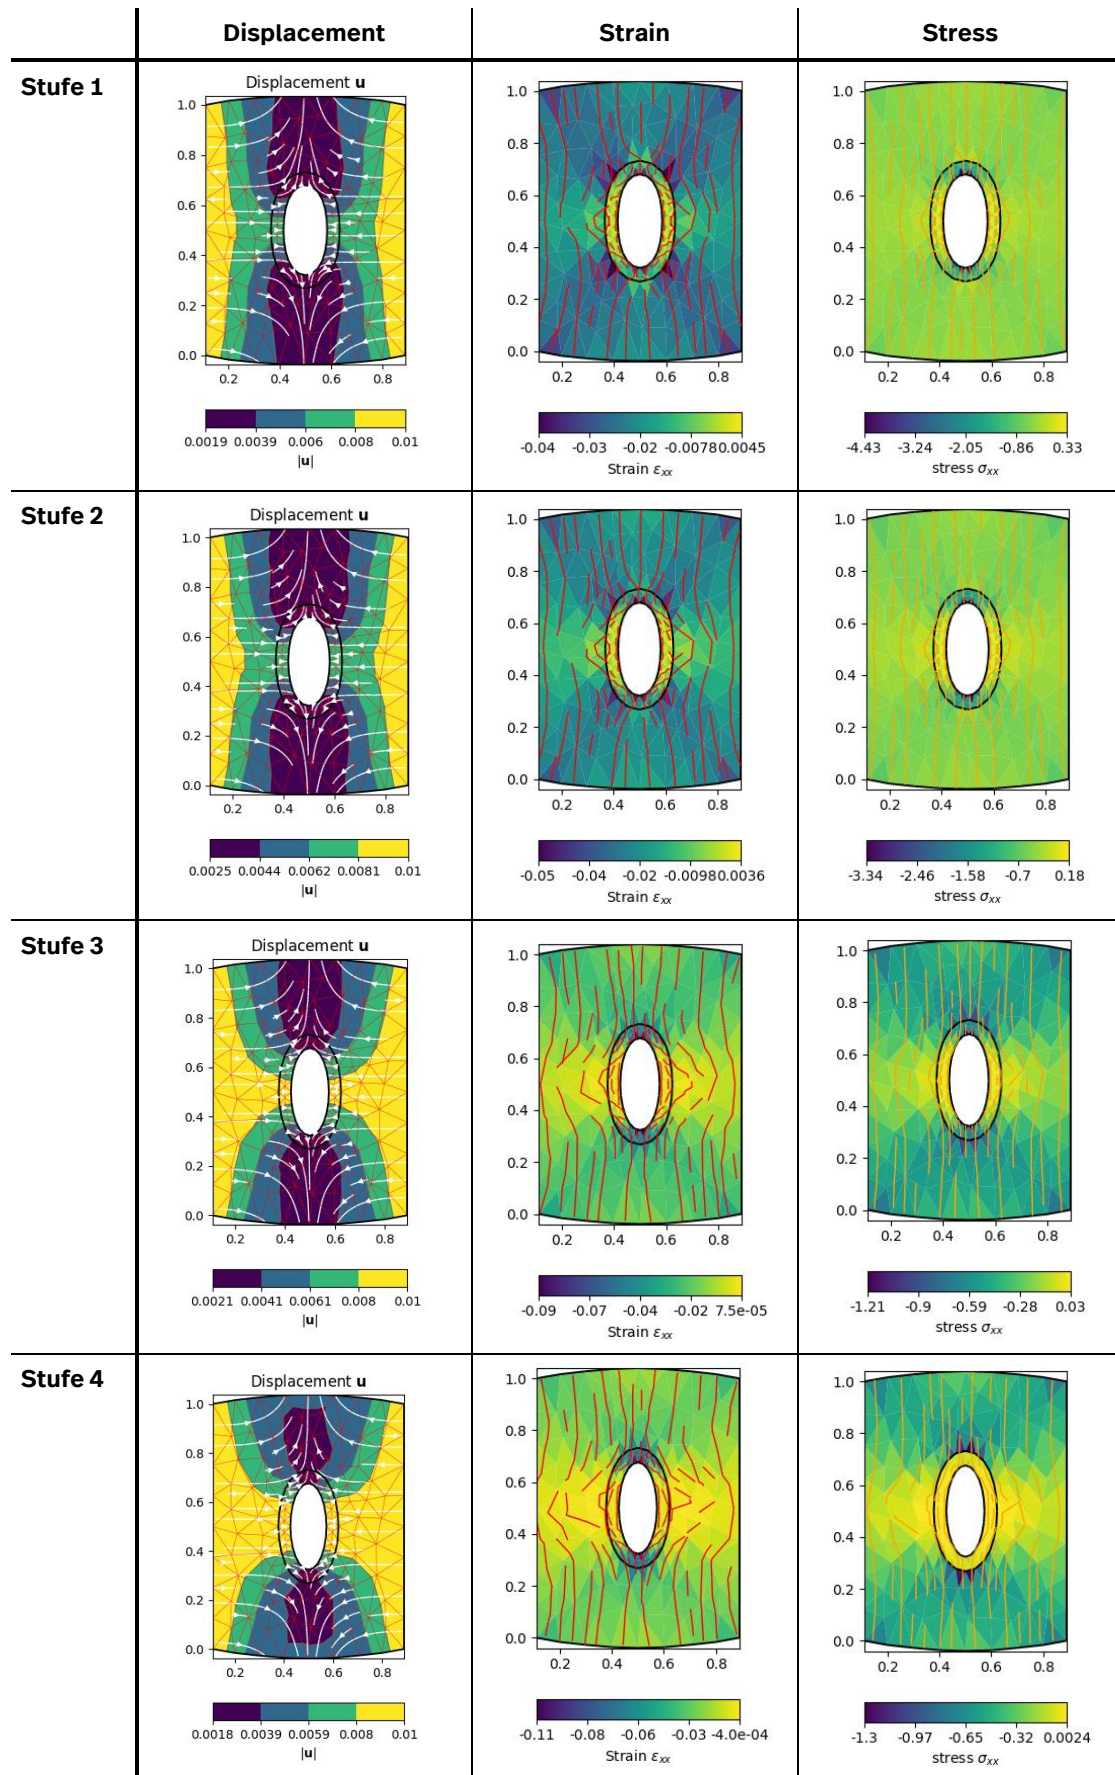 Displacement Strain Stress
Stufe 1
Displacement u
1.0 0.8 0.6 0.4 0.2 0.0
0.2 0.4 0.6 0.8
0.0019 0.0039 0.006 0.008 0.01
|u|
1.0 0.8 0.6 0.4 0.2 0.0
0.2 0.4 0.6 0.8
-0.04 -0.03 -0.02 -0.0078 0.0045
Strain εxx
1.0 0.8 0.6 0.4 0.2 0.0
0.2 0.4 0.6 0.8
-4.43 -3.24 -2.05 -0.86 0.33
stress σxx
Stufe 2
Displacement u
1.0 0.8 0.6 0.4 0.2 0.0
0.2 0.4 0.6 0.8
0.0025 0.0044 0.0062 0.0081 0.01
|u|
1.0 0.8 0.6 0.4 0.2 0.0
0.2 0.4 0.6 0.8
-0.05 -0.04 -0.02 -0.0098 0.0036
Strain εxx
1.0 0.8 0.6 0.4 0.2 0.0
0.2 0.4 0.6 0.8
-3.34 -2.46 -1.58 -0.7 0.18
stress σxx
Stufe 3
Displacement u
1.0 0.8 0.6 0.4 0.2 0.0
0.2 0.4 0.6 0.8
0.0021 0.0041 0.0061 0.008 0.01
|u|
1.0 0.8 0.6 0.4 0.2 0.0
0.2 0.4 0.6 0.8
-0.09 -0.07 -0.04 -0.02 7.5e-05
Strain εxx
1.0 0.8 0.6 0.4 0.2 0.0
0.2 0.4 0.6 0.8
-1.21 -0.9 -0.59 -0.28 0.03
stress σxx
Stufe 4
Displacement u
1.0 0.8 0.6 0.4 0.2 0.0
0.2 0.4 0.6 0.8
0.0018 0.0039 0.0059 0.008 0.01
|u|
1.0 0.8 0.6 0.4 0.2 0.0
0.2 0.4 0.6 0.8
-0.11 -0.08 -0.06 -0.03 -4.0e-04
Strain εxx
1.0 0.8 0.6 0.4 0.2 0.0
0.2 0.4 0.6 0.8
-1.3 -0.97 -0.65 -0.32 0.0024
stress σxx